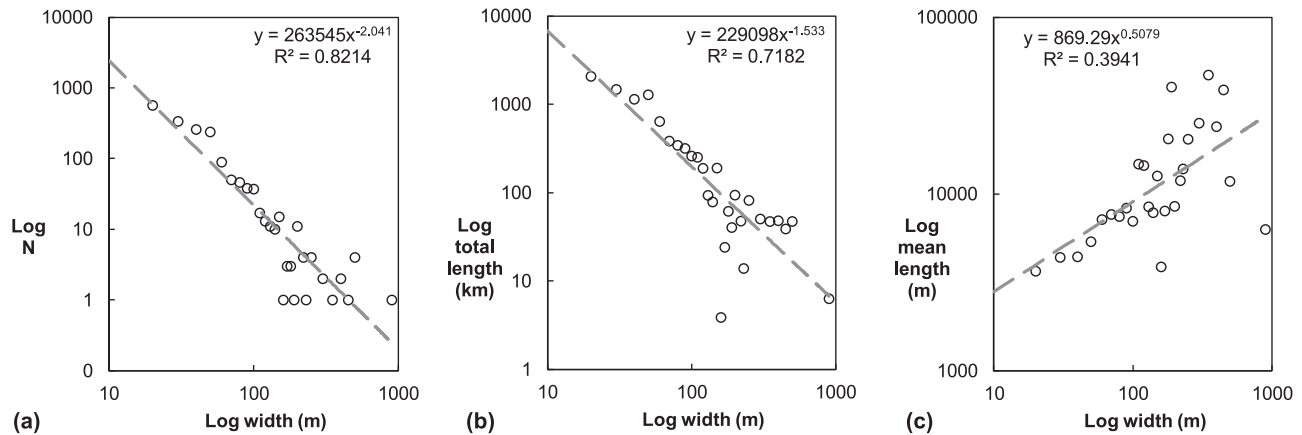 10000
1000
100
10
1
0
Log
N
y = 263545x^-2.041
R² = 0.8214
10 100 1000
Log width (m)
(a)
10000
1000
100
10
1
Log
total
length
(km)
y = 229098x^-1.533
R² = 0.7182
10 100 1000
Log width (m)
(b)
100000
10000
1000
Log
mean
length
(m)
y = 869.29x^0.5079
R² = 0.3941
10 100 1000
Log width (m)
(c)